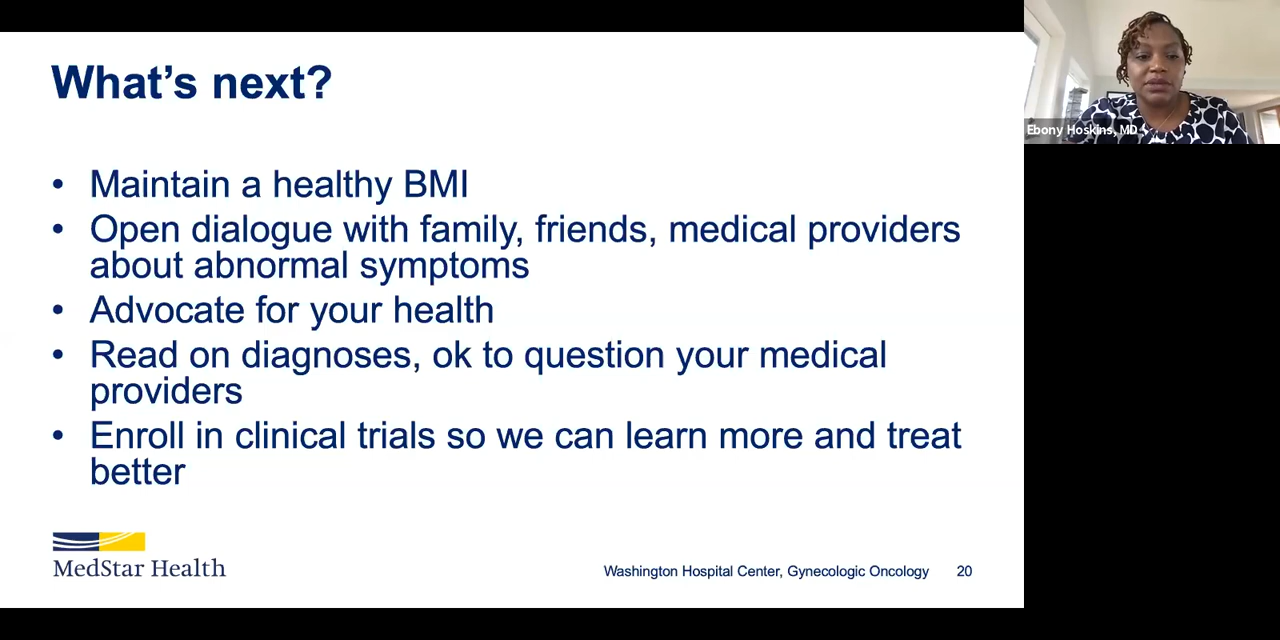 What's next?
• Maintain a healthy BMI
• Open dialogue with family, friends, medical providers
about abnormal symptoms
• Advocate for your health
• Read on diagnoses, ok to question your medical
providers
• Enroll in clinical trials so we can learn more and treat
better
MedStar Health
Washington Hospital Center, Gynecologic Oncology 20
Ebony Hoskins, MD